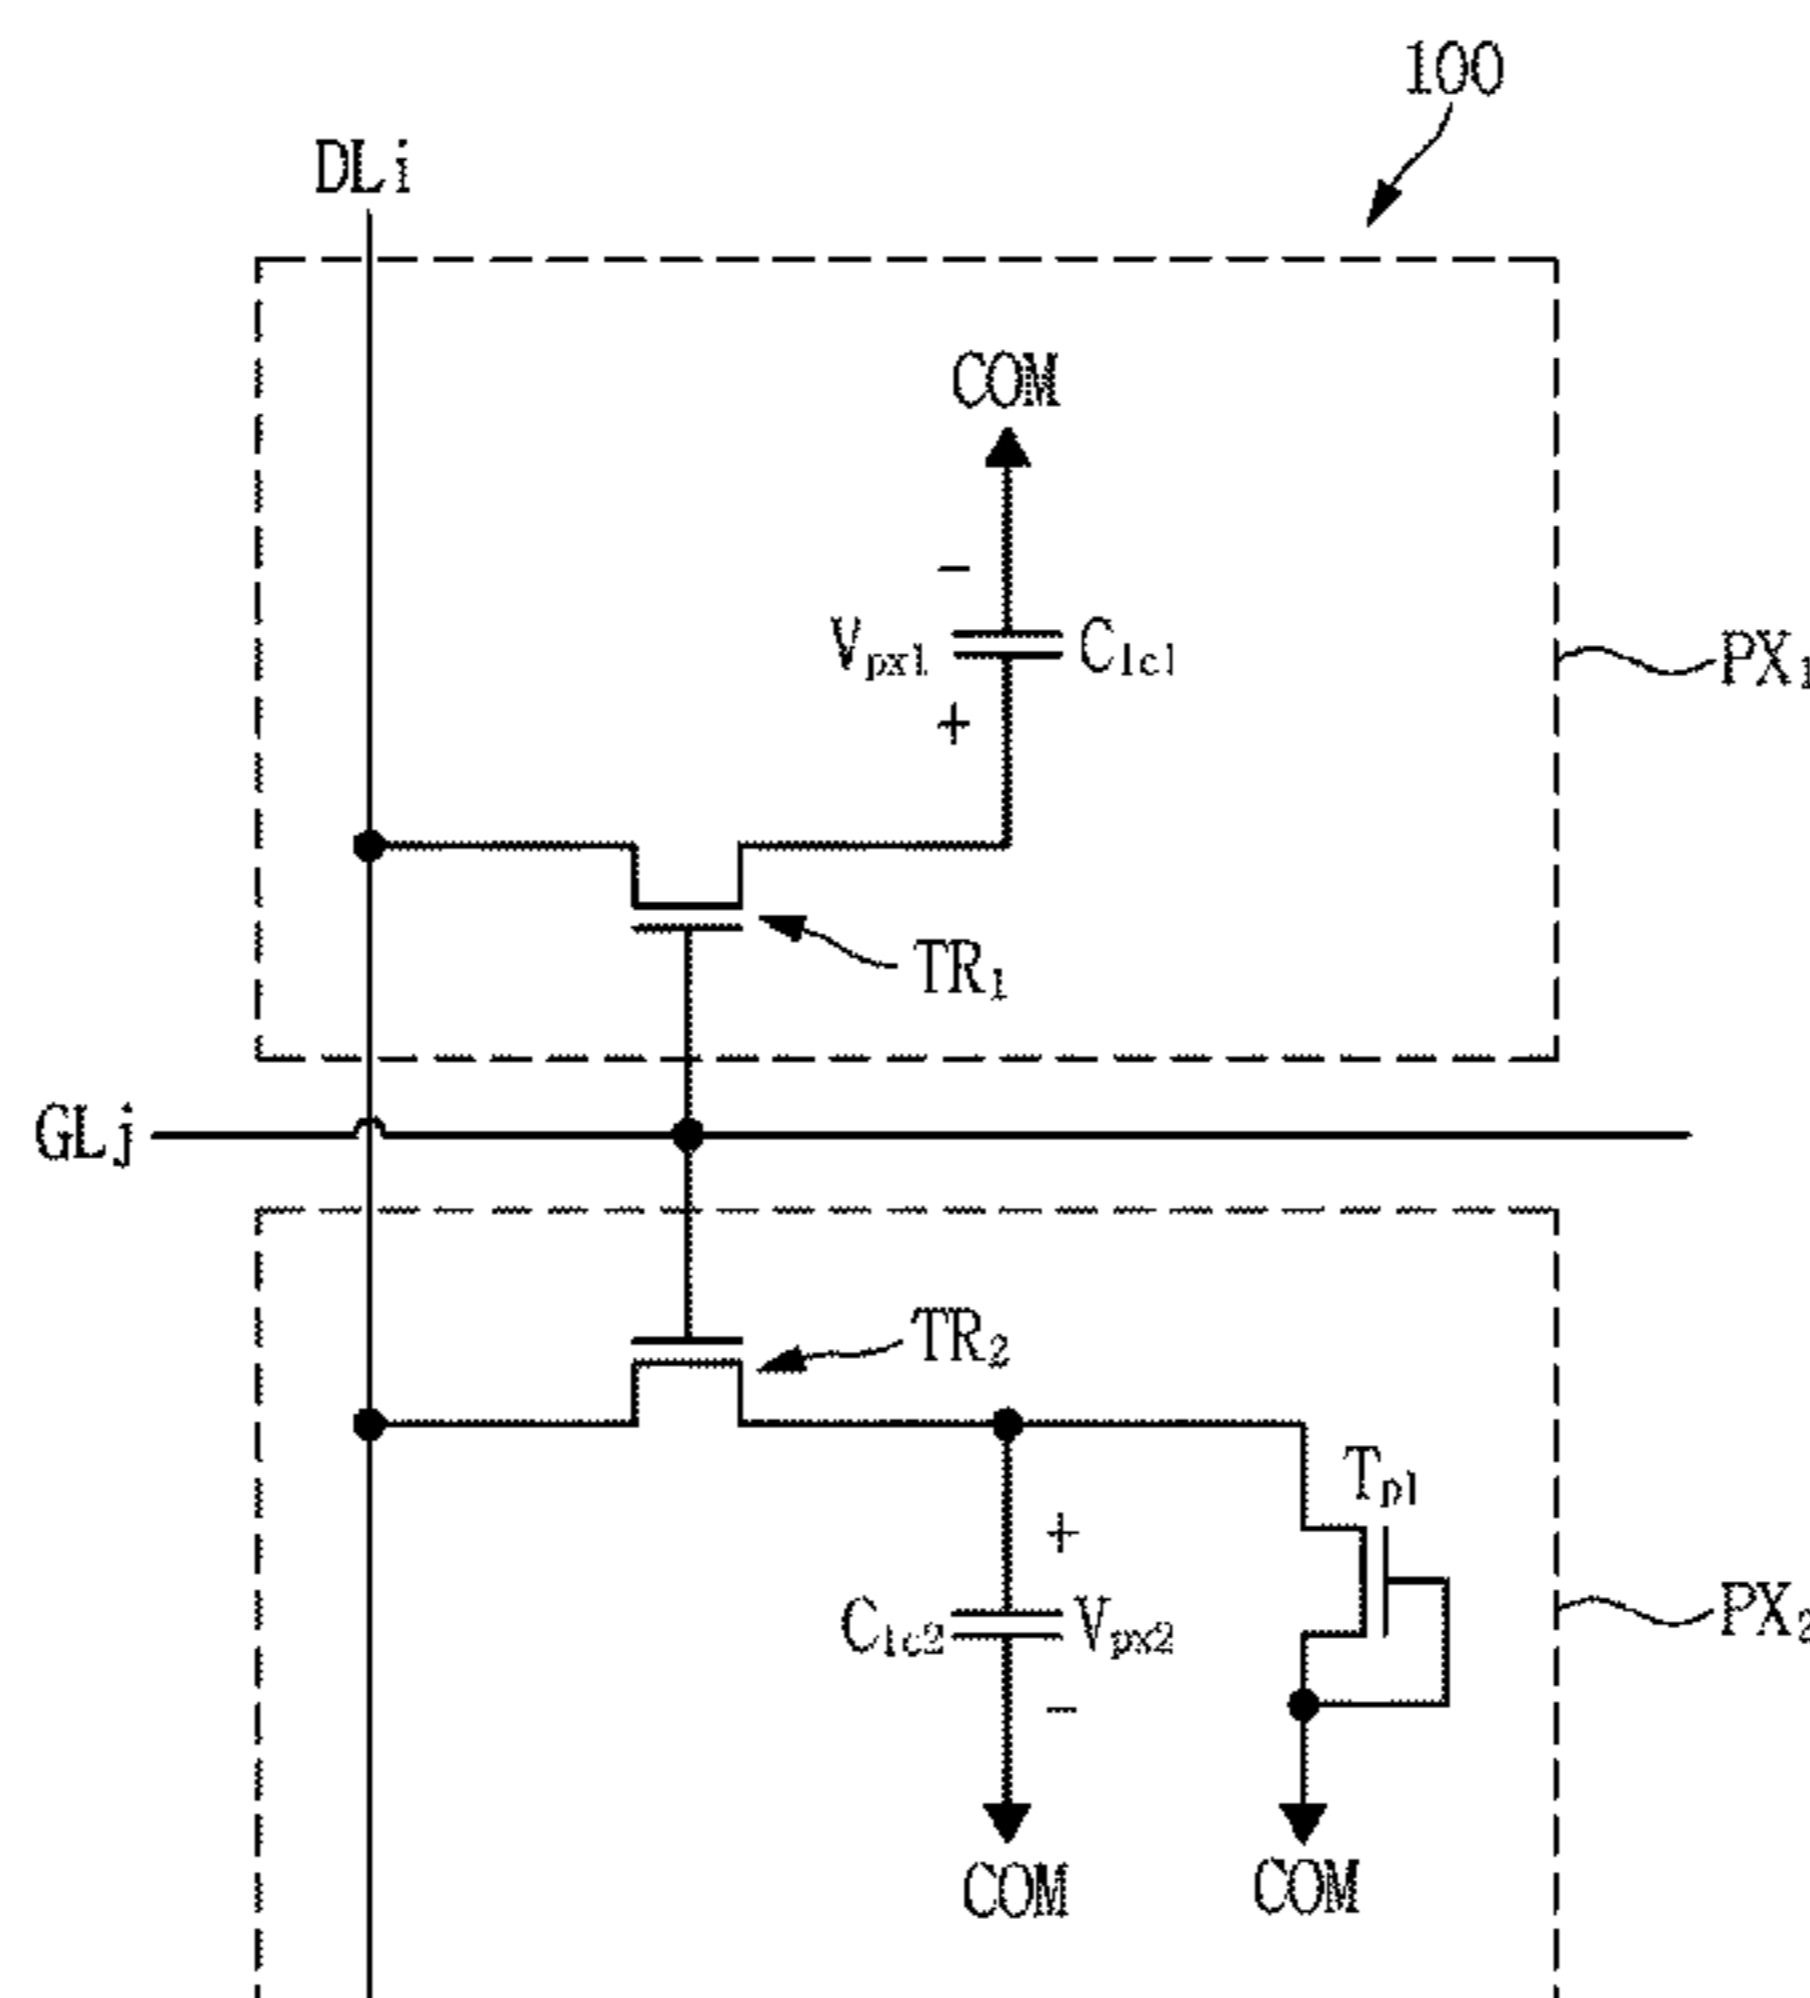 100
DLi
COM
−
Vpx1
Clc1
PX1
+
TR1
GLj
TR2
Tp1
+
Clc2
Vpx2
PX2
−
COM
COM